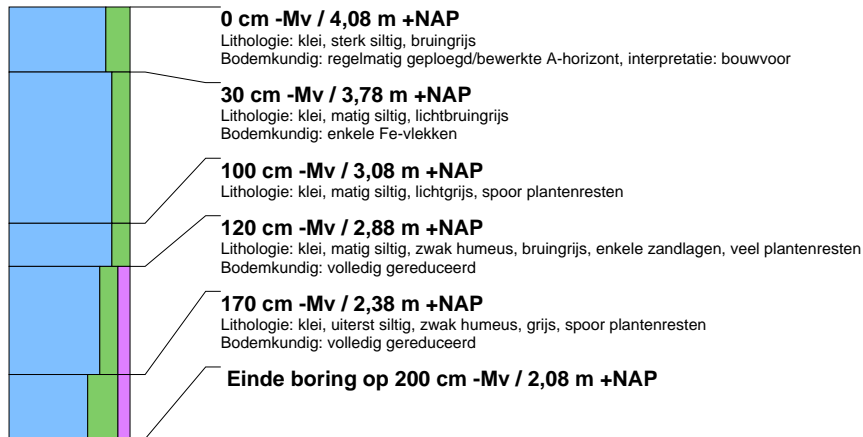 0 cm -Mv / 4,08 m +NAP
Lithologie: klei, sterk siltig, bruingrijs
Bodemkundig: regelmatig geploegd/bewerkte A-horizont, interpretatie: bouwvoor
30 cm -Mv / 3,78 m +NAP
Lithologie: klei, matig siltig, lichtbruingrijs
Bodemkundig: enkele Fe-vlekken
100 cm -Mv / 3,08 m +NAP
Lithologie: klei, matig siltig, lichtgrijs, spoor plantenresten
120 cm -Mv / 2,88 m +NAP
Lithologie: klei, matig siltig, zwak humeus, bruingrijs, enkele zandlagen, veel plantenresten
Bodemkundig: volledig gereduceerd
170 cm -Mv / 2,38 m +NAP
Lithologie: klei, uiterst siltig, zwak humeus, grijs, spoor plantenresten
Bodemkundig: volledig gereduceerd
Einde boring op 200 cm -Mv / 2,08 m +NAP